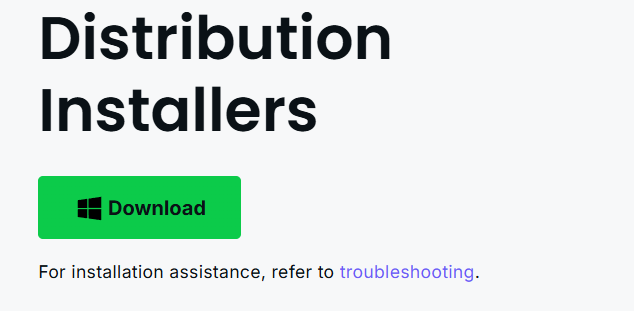 Distribution
Installers
Download
For installation assistance, refer to troubleshooting.